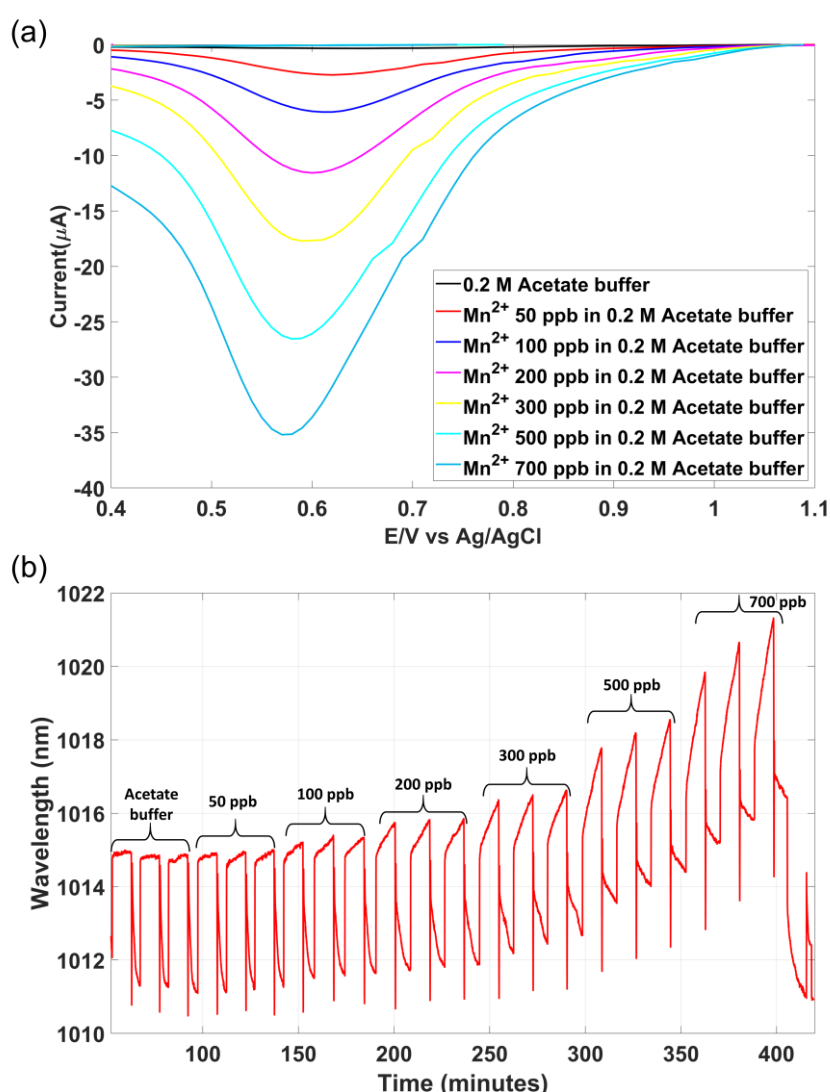 (a)
0
-5
-10
-15
-20
-25
-30
-35
-40
Current(μA)
0.4 0.5 0.6 0.7 0.8 0.9 1 1.1
E/V vs Ag/AgCl
0.2 M Acetate buffer
Mn²⁺ 50 ppb in 0.2 M Acetate buffer
Mn²⁺ 100 ppb in 0.2 M Acetate buffer
Mn²⁺ 200 ppb in 0.2 M Acetate buffer
Mn²⁺ 300 ppb in 0.2 M Acetate buffer
Mn²⁺ 500 ppb in 0.2 M Acetate buffer
Mn²⁺ 700 ppb in 0.2 M Acetate buffer
(b)
1022
1020
1018
1016
1014
1012
1010
Wavelength (nm)
Acetate
buffer
50 ppb
100 ppb
200 ppb
300 ppb
500 ppb
700 ppb
100 150 200 250 300 350 400
Time (minutes)